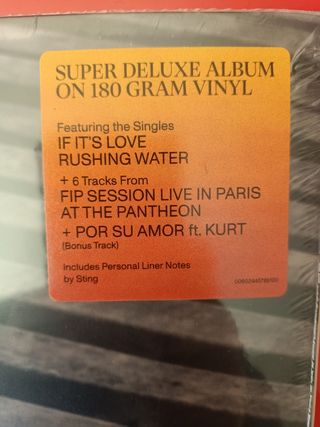 SUPER DELUXE ALBUM
ON 180 GRAM VINYL
Featuring the Singles
IF IT'S LOVE
RUSHING WATER
+ 6 Tracks From
FIP SESSION LIVE IN PARIS
AT THE PANTHEON
+ POR SU AMOR ft. KURT
(Bonus Track)
Includes Personal Liner Notes
by Sting